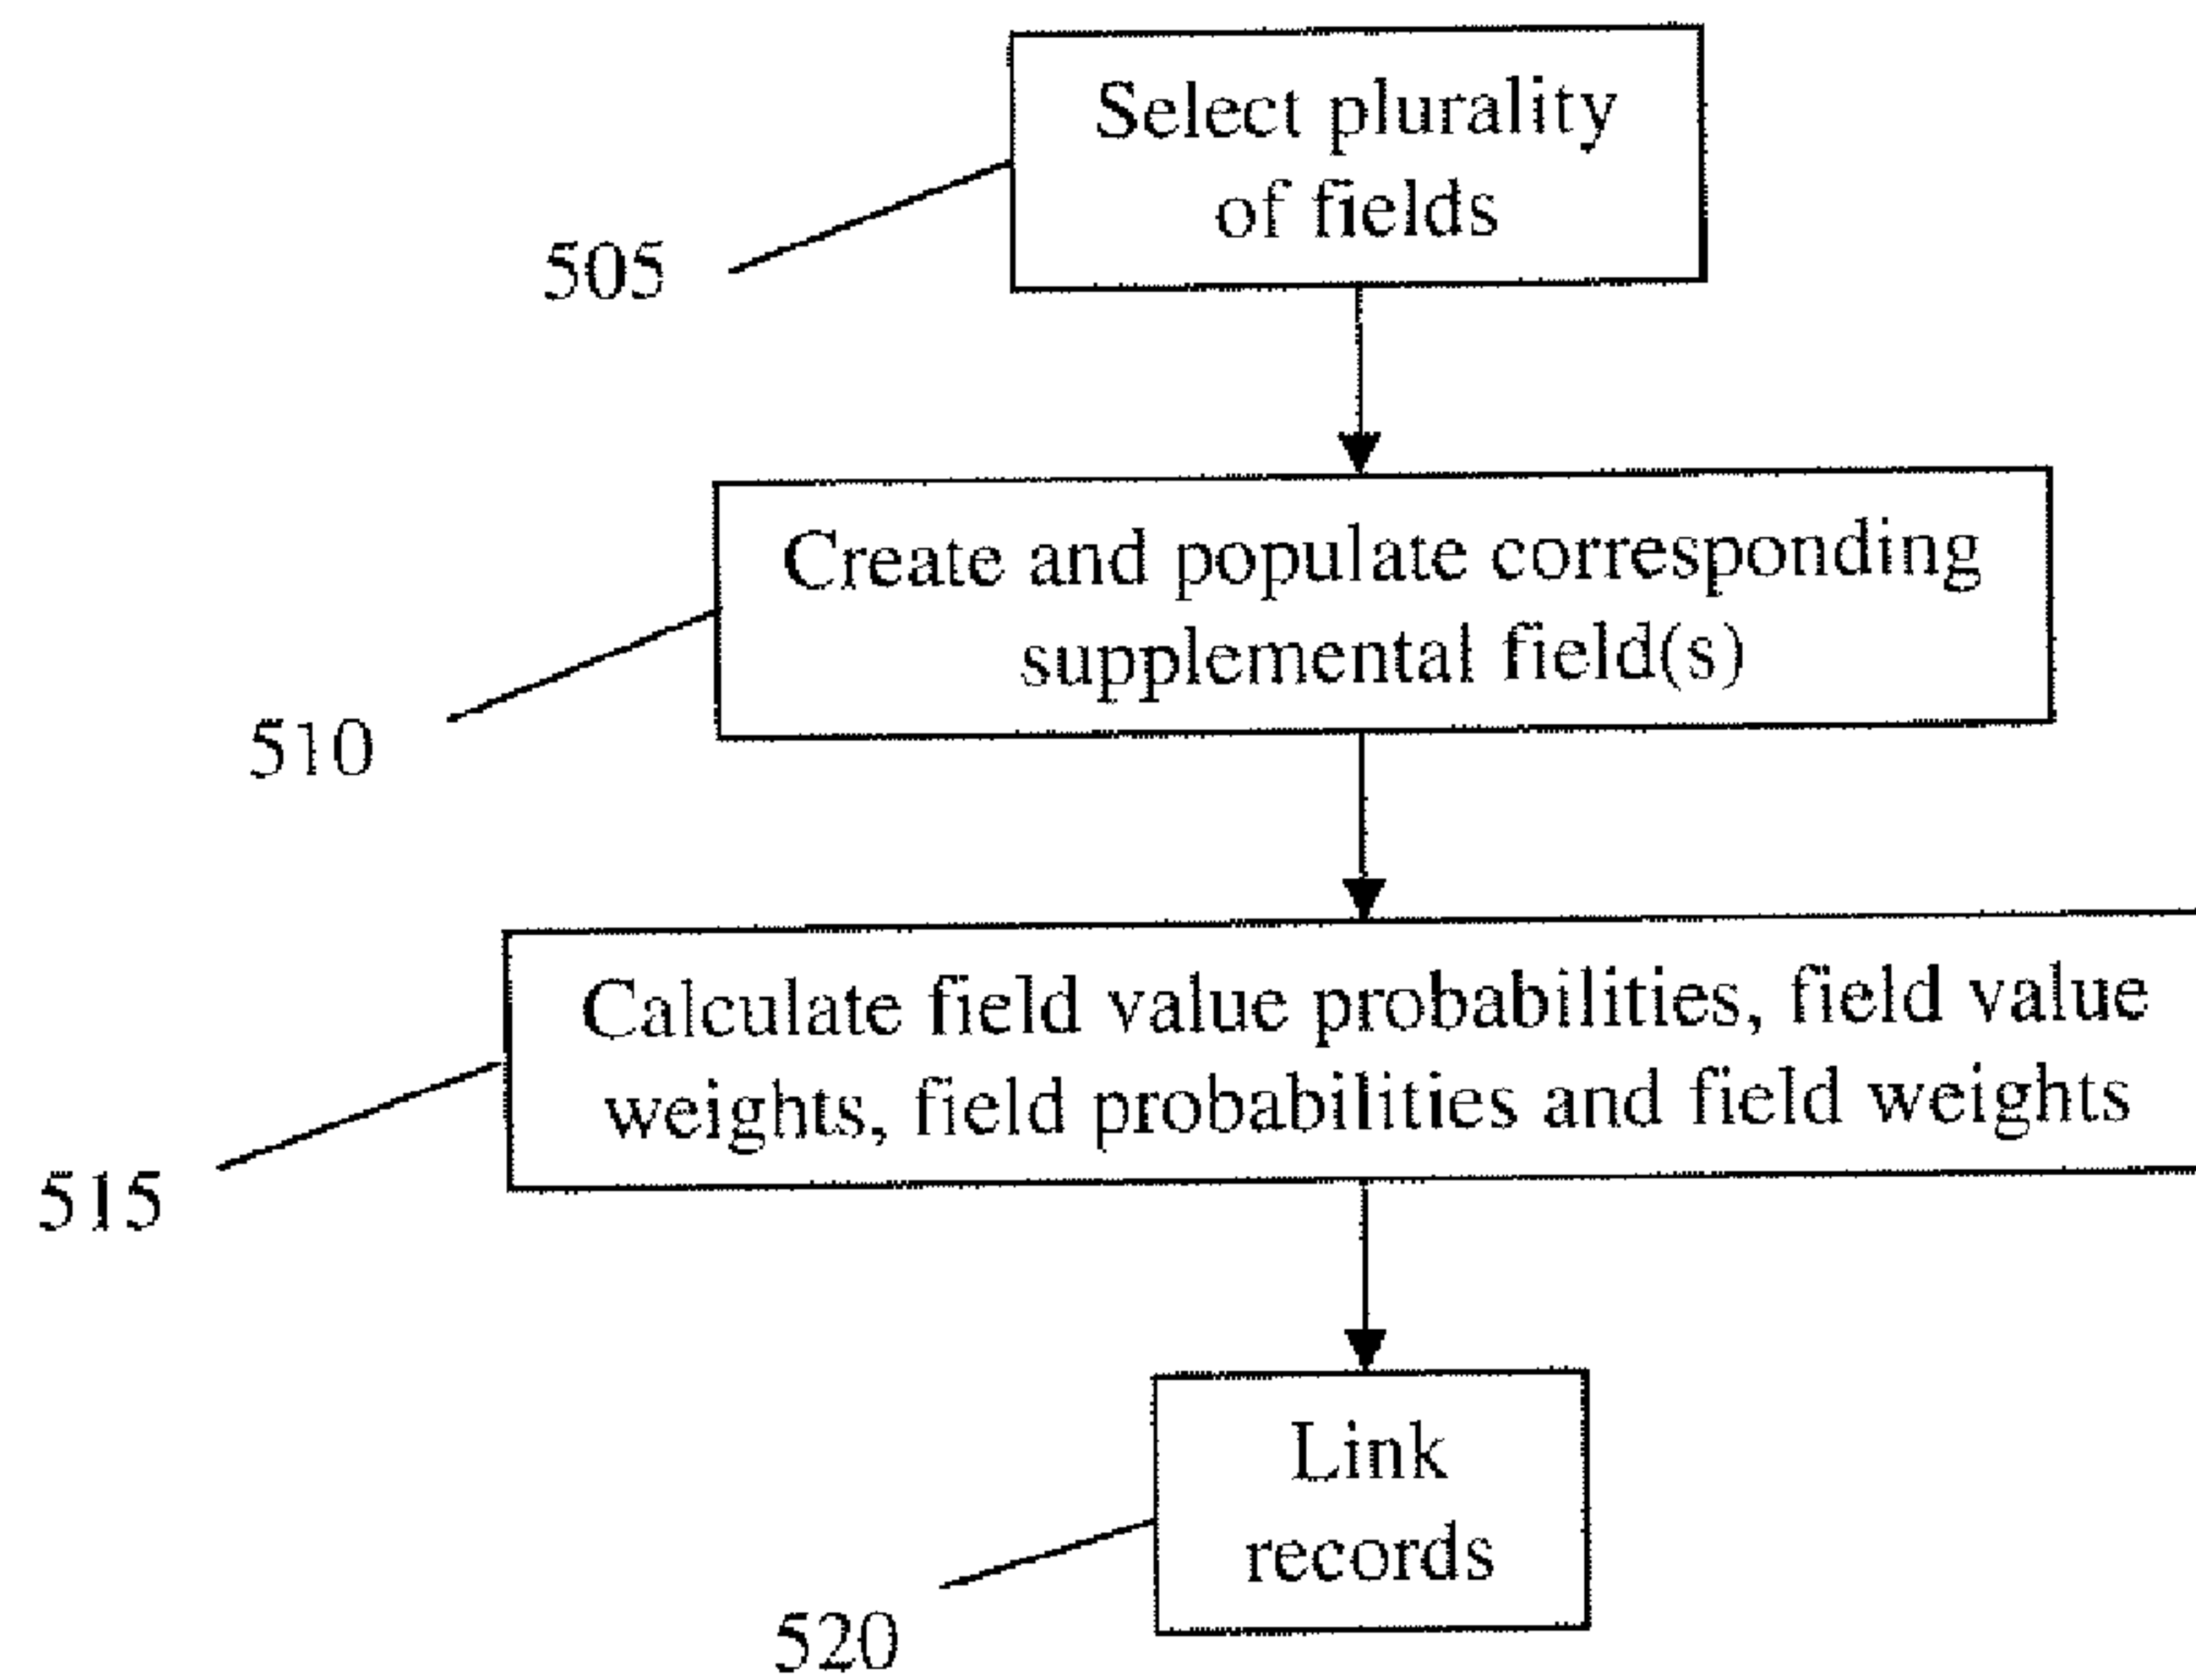 Select plurality
of fields
505
Create and populate corresponding
supplemental field(s)
510
Calculate field value probabilities, field value
weights, field probabilities and field weights
515
Link
records
520